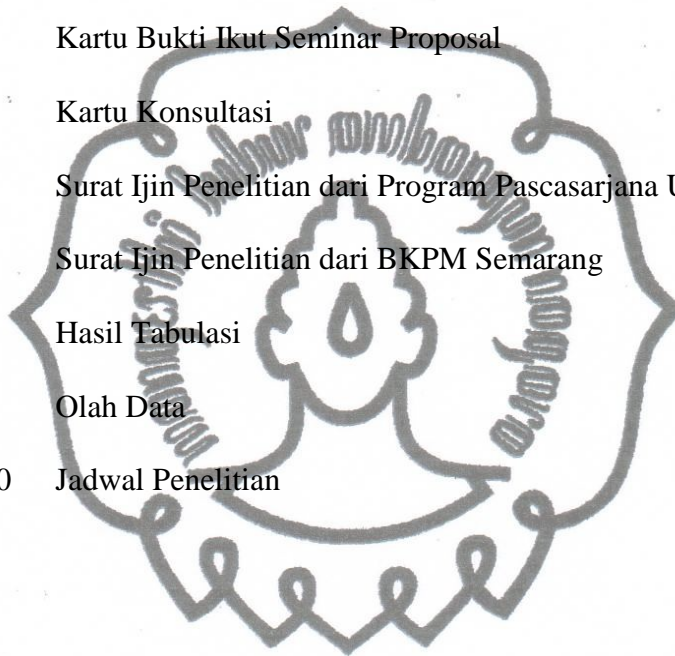 Kartu Bukti Ikut Seminar Proposal
Kartu Konsultasi
Surat Ijin Penelitian dari Program Pascasarjana U
Surat Ijin Penelitian dari BKPM Semarang
Hasil Tabulasi
Olah Data
0 Jadwal Penelitian